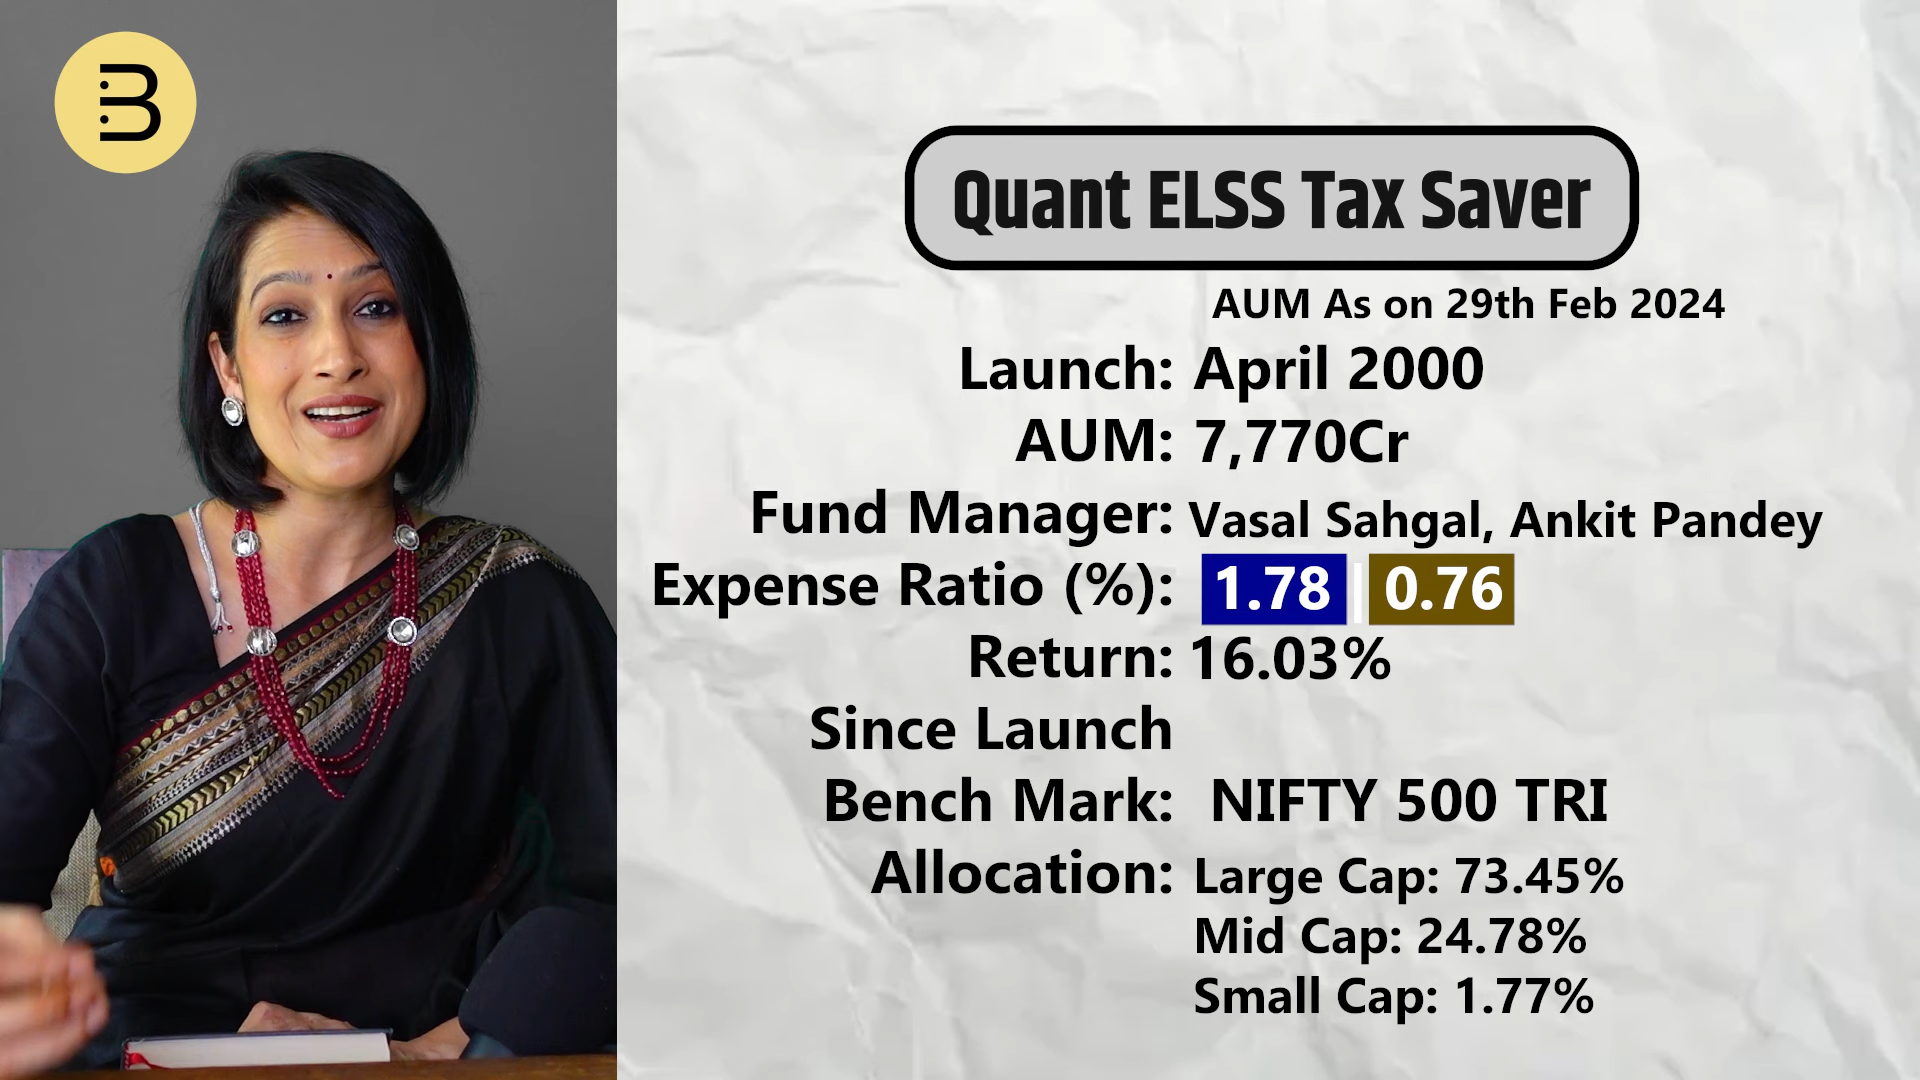 B
Quant ELSS Tax Saver
AUM As on 29th Feb 2024
Launch: April 2000
AUM: 7,770Cr
Fund Manager: Vasal Sahgal, Ankit Pandey
Expense Ratio (%): 1.78 | 0.76
Return: 16.03%
Since Launch
Bench Mark: NIFTY 500 TRI
Allocation: Large Cap: 73.45%
Mid Cap: 24.78%
Small Cap: 1.77%